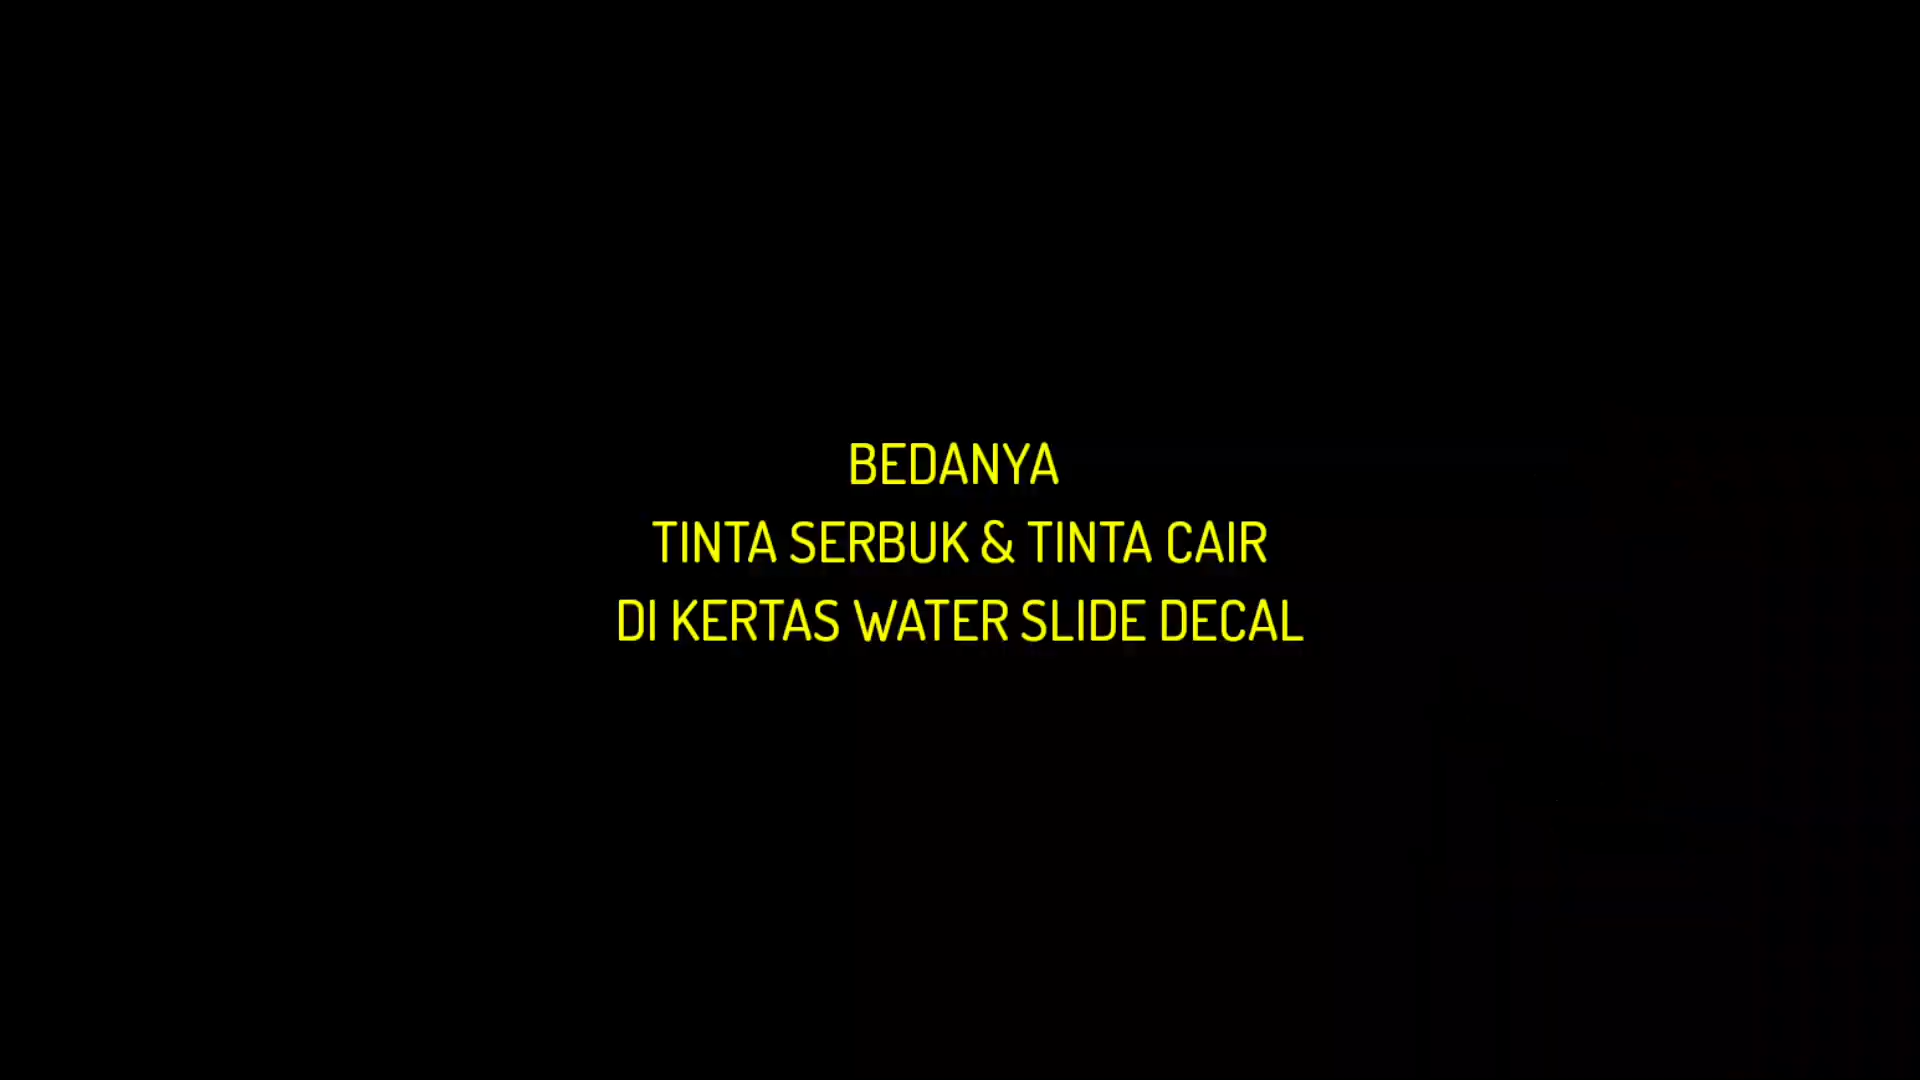 BEDANYA
TINTA SERBUK & TINTA CAIR
DI KERTAS WATER SLIDE DECAL